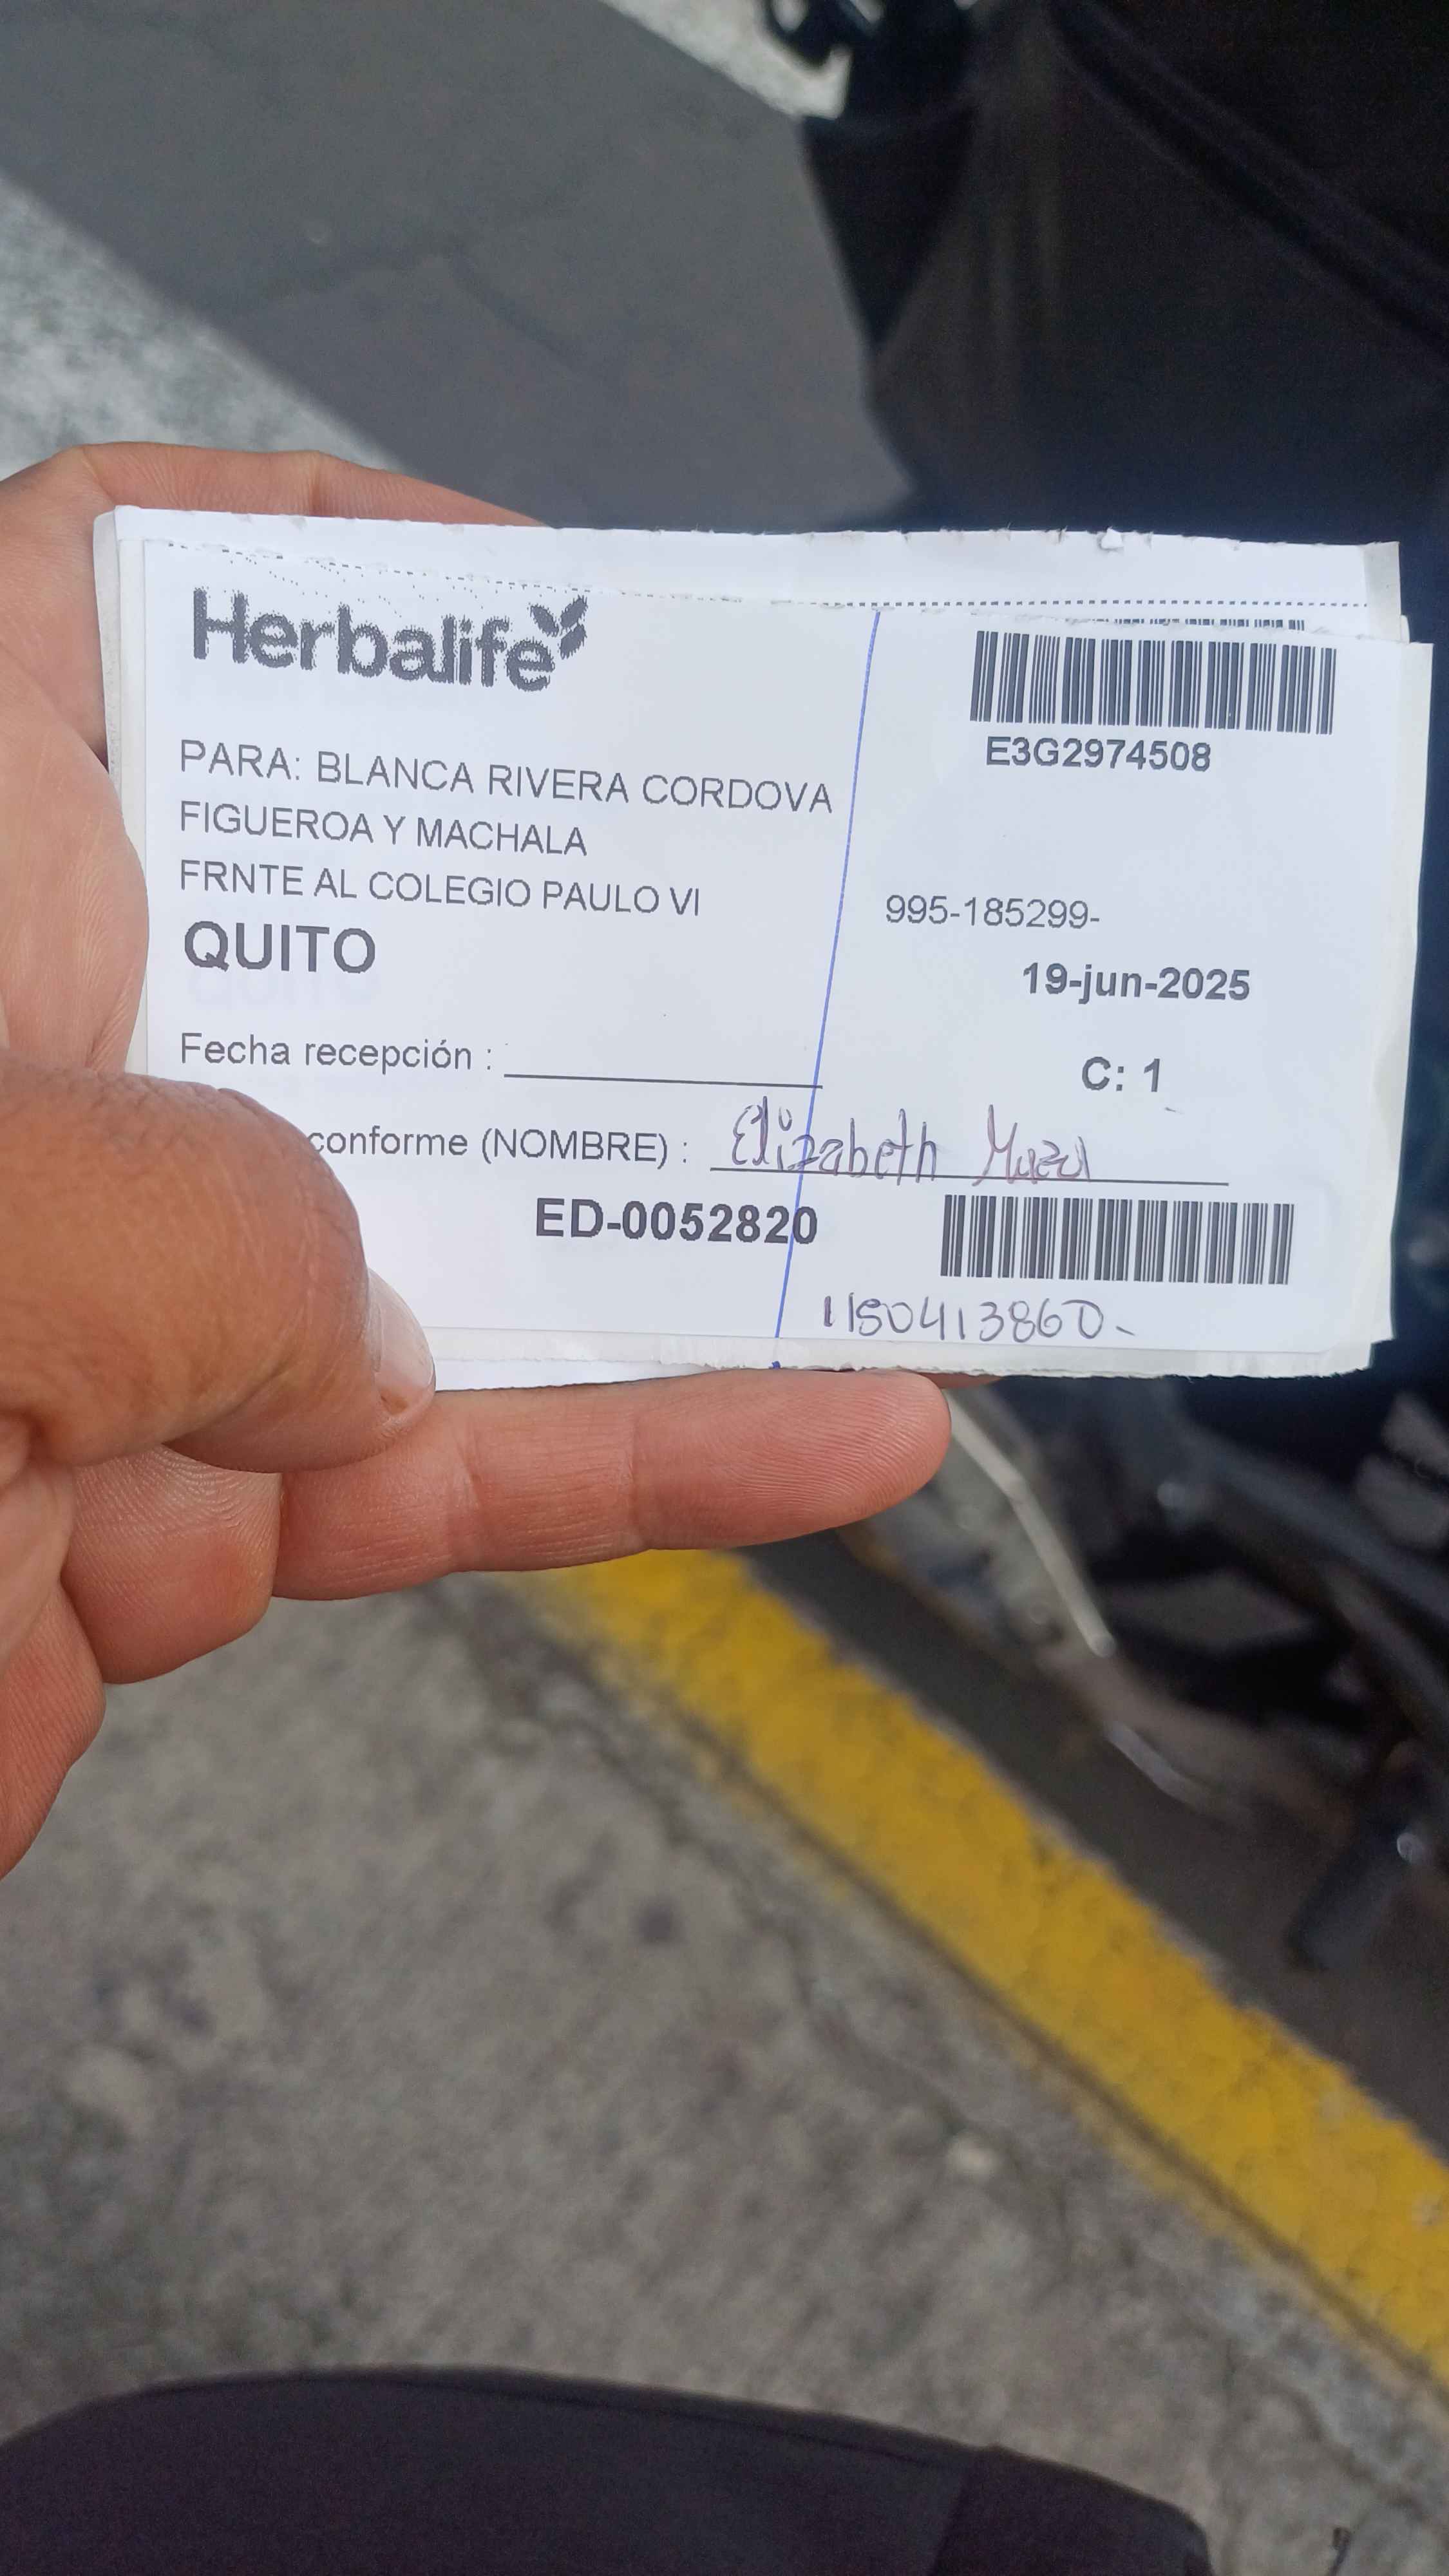 Herbalife
E3G2974508
PARA: BLANCA RIVERA CORDOVA
FIGUEROA Y MACHALA
FRNTE AL COLEGIO PAULO VI
995-185299-
QUITO
19-jun-2025
Fecha recepción :
C: 1
conforme (NOMBRE) : Elizabeth
ED-0052820
1150413860-